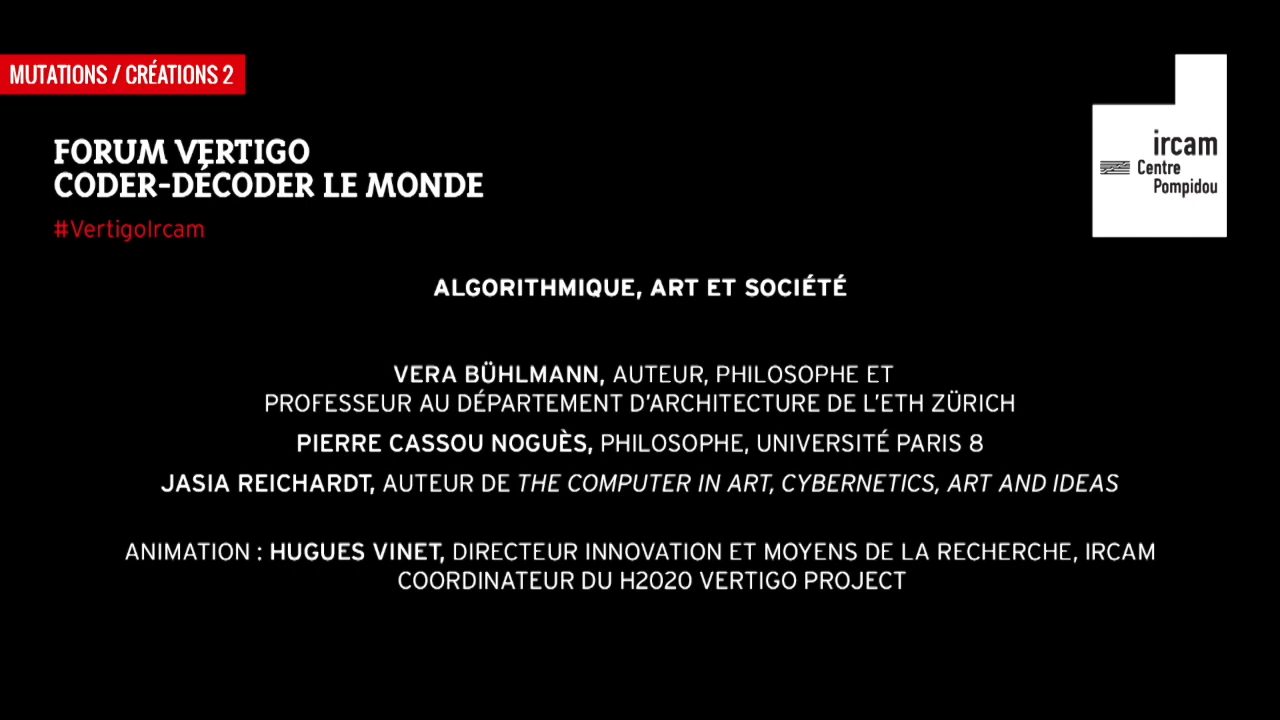 MUTATIONS / CRÉATIONS 2
FORUM VERTIGO
CODER-DÉCODER LE MONDE
#VertigoIrcam
ircam
Centre
Pompidou
ALGORITHMIQUE, ART ET SOCIÉTÉ
VERA BÜHLMANN, AUTEUR, PHILOSOPHE ET
PROFESSEUR AU DÉPARTEMENT D'ARCHITECTURE DE L'ETH ZÜRICH
PIERRE CASSOU NOGUÈS, PHILOSOPHE, UNIVERSITÉ PARIS 8
JASIA REICHARDT, AUTEUR DE THE COMPUTER IN ART, CYBERNETICS, ART AND IDEAS
ANIMATION : HUGUES VINET, DIRECTEUR INNOVATION ET MOYENS DE LA RECHERCHE, IRCAM
COORDINATEUR DU H2020 VERTIGO PROJECT